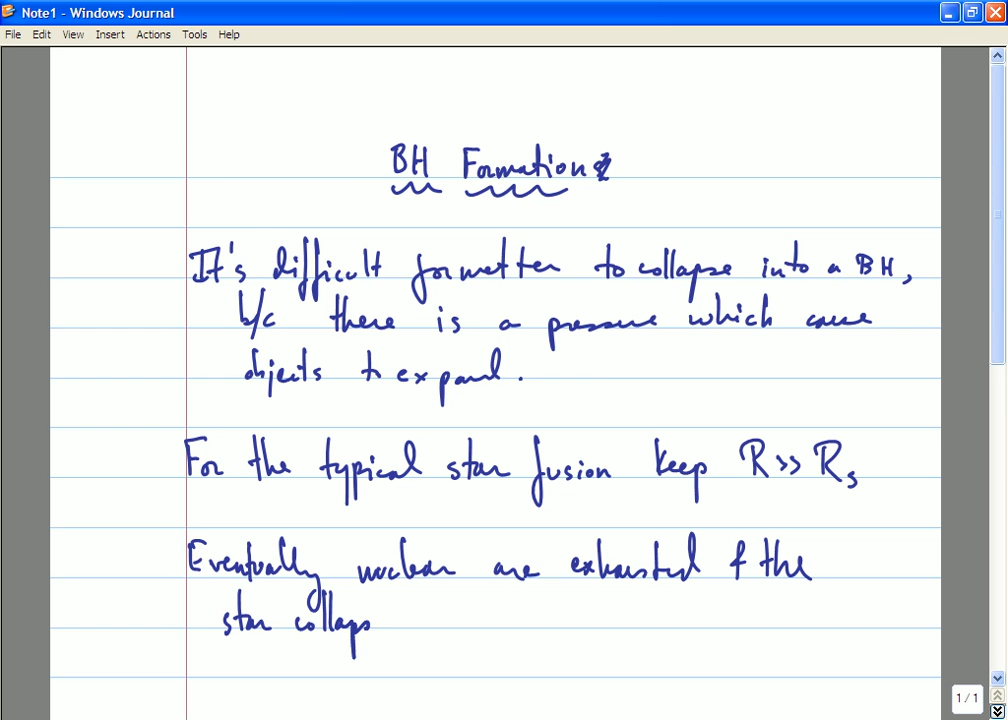 Note1 - Windows Journal
File Edit View Insert Actions Tools Help
BH Formation
It's difficult formatter to collapse into a BH,
b/c there is a pressure which cause
objects to expand.
For the typical star fusion keep R >> Rs
Eventually nuclear are exhausted & the
star collaps
1 / 1